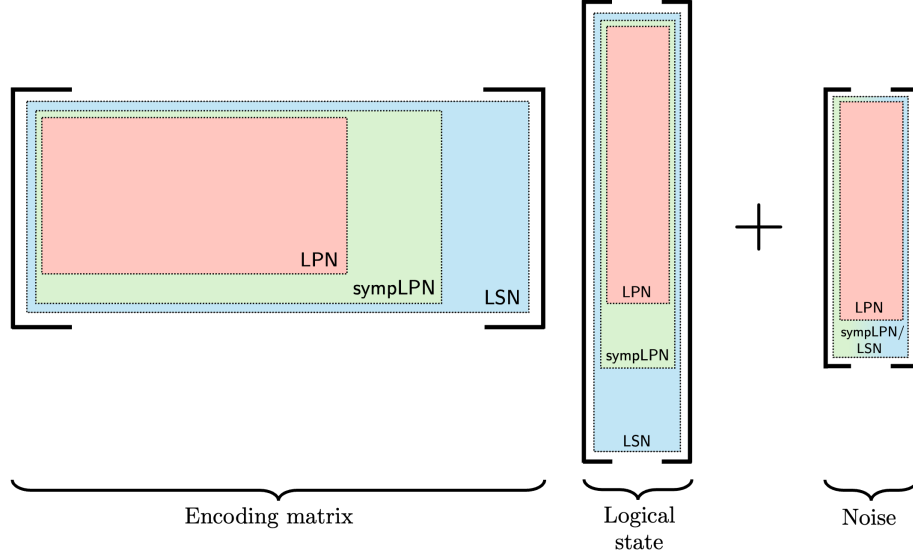 LPN
sympLPN
LSN
LPN
sympLPN
LSN
+
LPN
sympLPN/
LSN
Encoding matrix
Logical
state
Noise